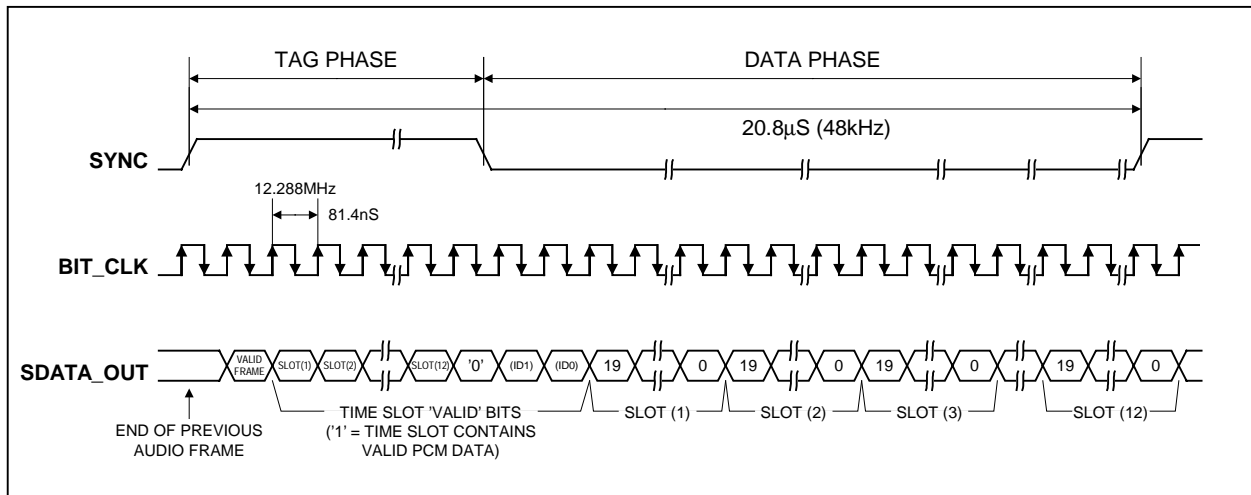 TAG PHASE
DATA PHASE
20.8µS (48kHz)
SYNC
12.288MHz
81.4nS
BIT_CLK
SDATA_OUT
VALID
FRAME
SLOT(1)
SLOT(2)
SLOT(12)
'0'
(ID1)
(ID0)
19
0
19
0
19
0
19
0
END OF PREVIOUS
AUDIO FRAME
TIME SLOT 'VALID' BITS
('1' = TIME SLOT CONTAINS
VALID PCM DATA)
SLOT (1)
SLOT (2)
SLOT (3)
SLOT (12)